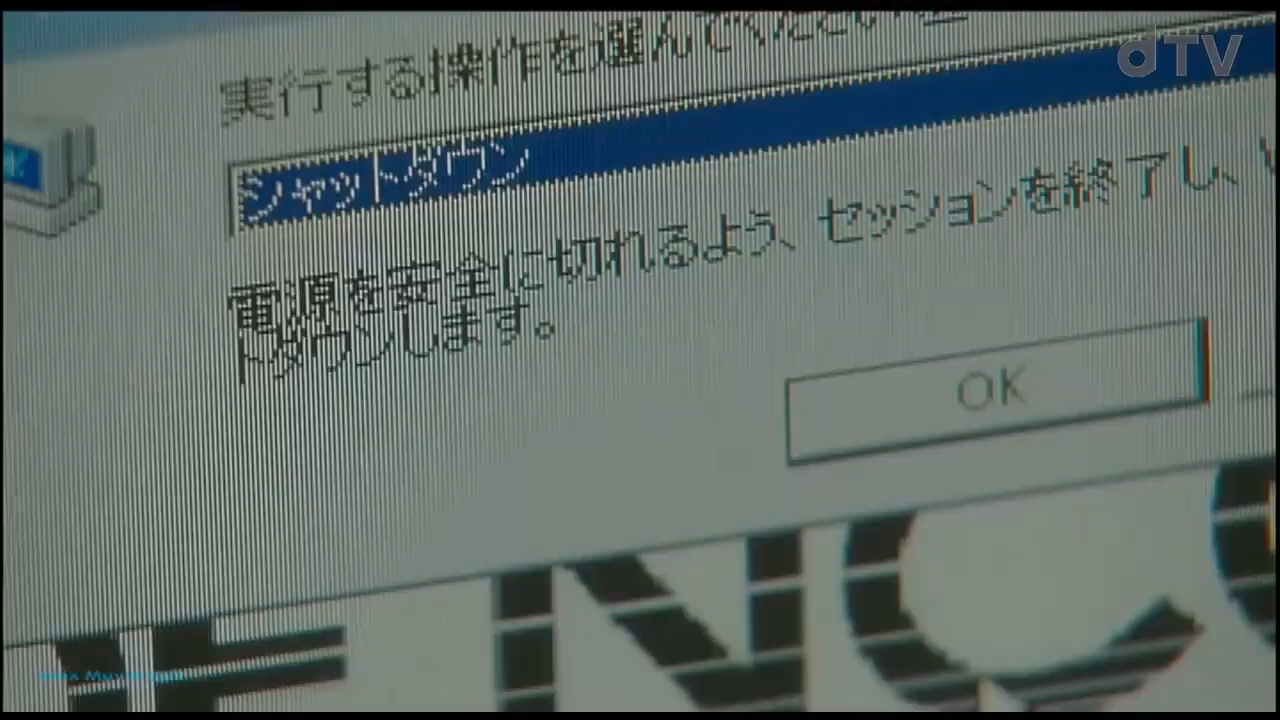 dTV
実行する操作を選んでください
シャットダウン
電源を安全に切れるよう、セッションを終了し、
トダウンします。
OK
NC